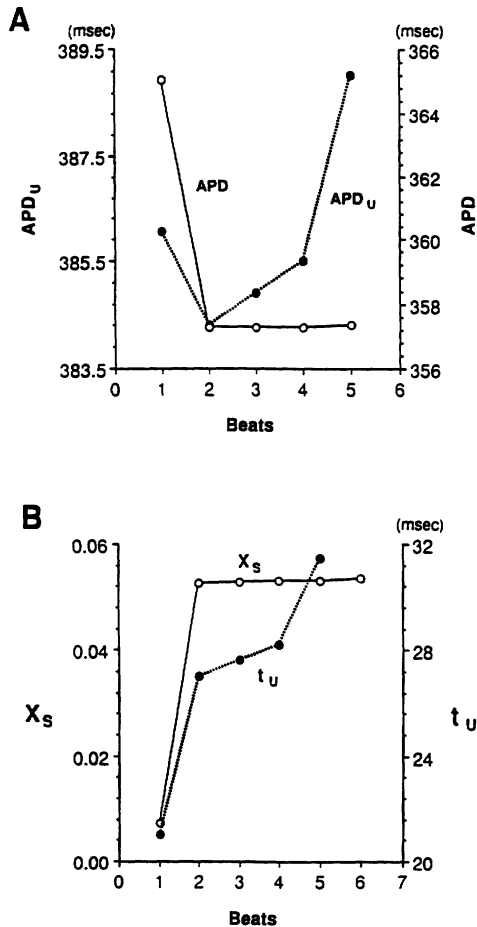 A
(msec) (msec)
389.5 366
364
387.5 APD 362
APDU APDU APD
360
385.5
358
383.5 356
0 1 2 3 4 5 6
Beats
B
(msec)
0.06 32
XS
0.04 28
tU
XS tU
0.02 24
0.00 20
0 1 2 3 4 5 6 7
Beats